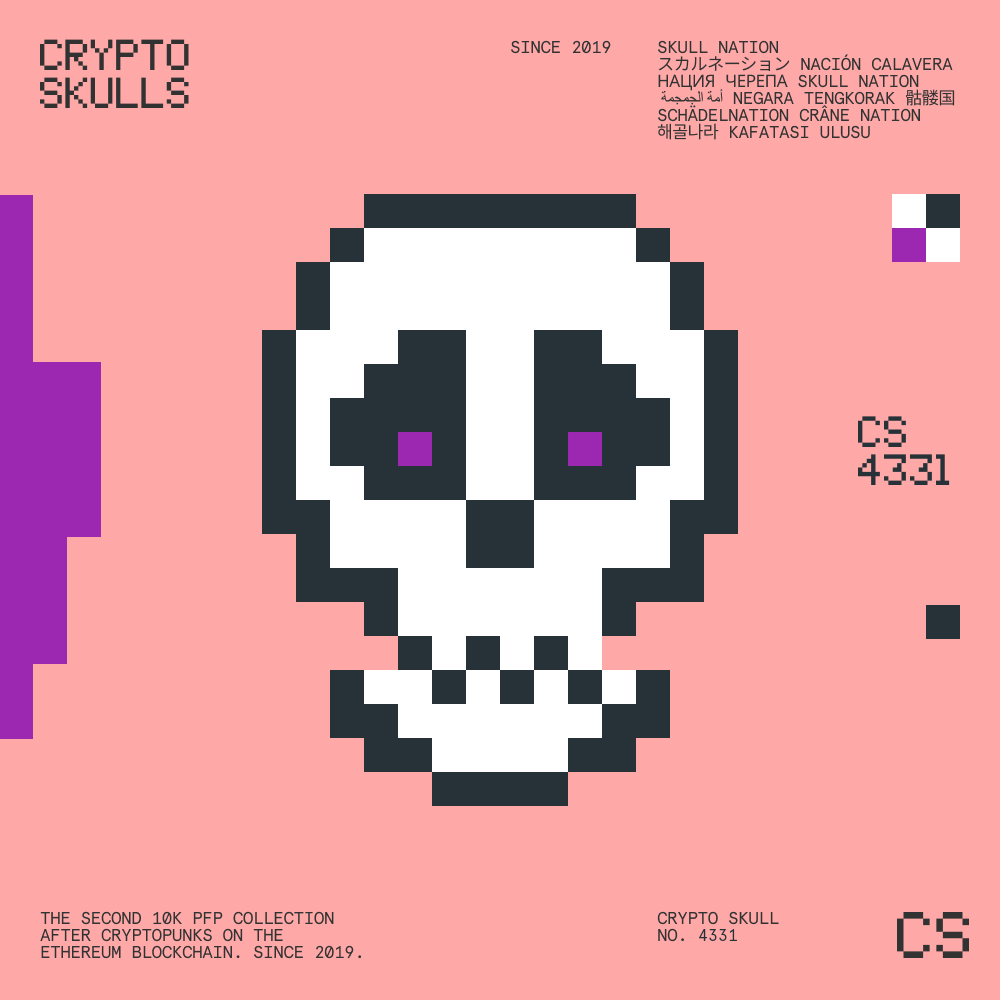 CRYPTO
SKULLS
SINCE 2019
SKULL NATION
スカルネーション NACIÓN CALAVERA
НАЦИЯ ЧЕРЕПА SKULL NATION
أمة الجمجمة NEGARA TENGKORAK 骷髅国
SCHÄDELNATION CRÂNE NATION
해골나라 KAFATASI ULUSU
CS
4331
THE SECOND 10K PFP COLLECTION
AFTER CRYPTOPUNKS ON THE
ETHEREUM BLOCKCHAIN. SINCE 2019.
CRYPTO SKULL
NO. 4331
CS